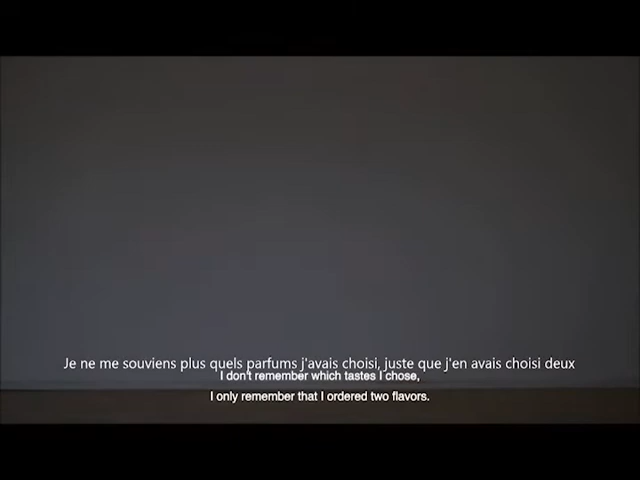 Je ne me souviens plus quels parfums j'avais choisi, juste que j'en avais choisi deux
I don't remember which tastes I chose,
I only remember that I ordered two flavors.